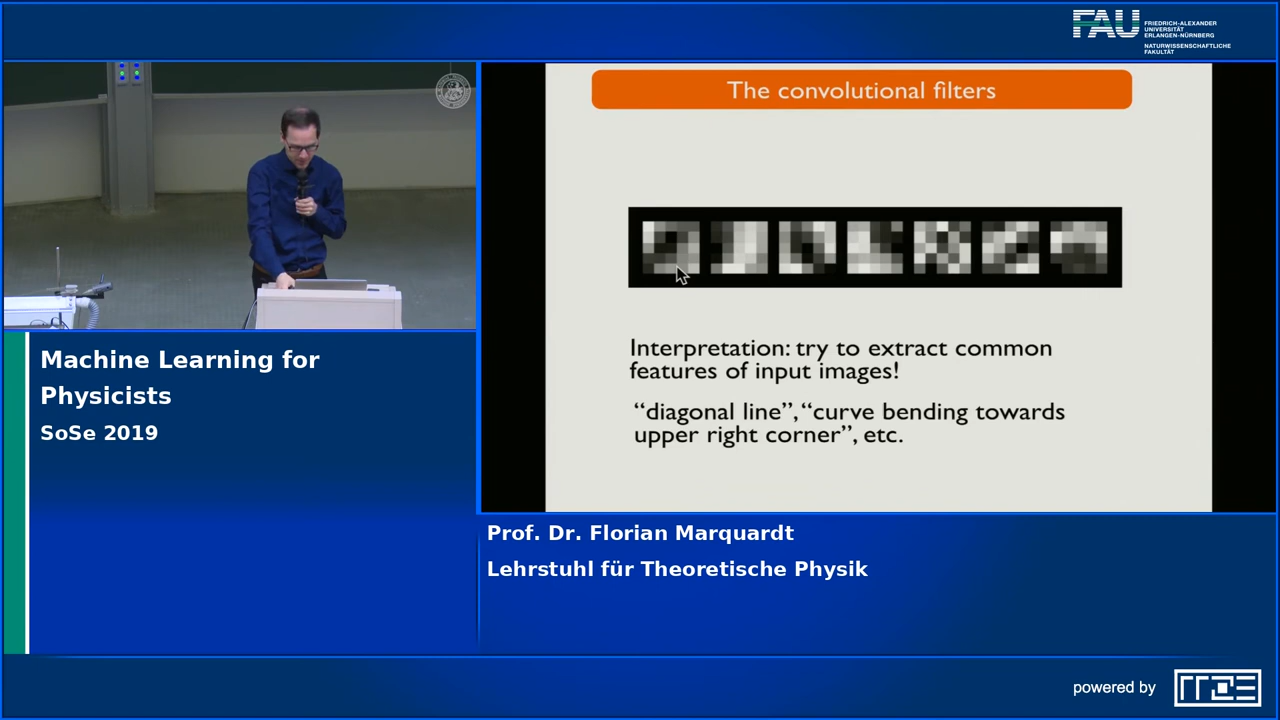 FAU
FRIEDRICH-ALEXANDER
UNIVERSITÄT
ERLANGEN-NÜRNBERG
NATURWISSENSCHAFTLICHE
FAKULTÄT
The convolutional filters
Interpretation: try to extract common
features of input images!
“diagonal line”, “curve bending towards
upper right corner”, etc.
Machine Learning for
Physicists
SoSe 2019
Prof. Dr. Florian Marquardt
Lehrstuhl für Theoretische Physik
powered by